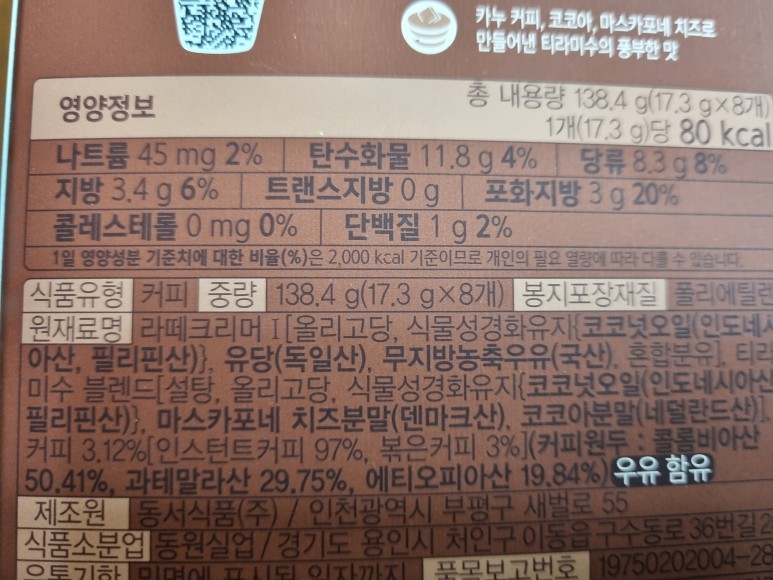 카누 커피, 코코아, 마스카포네 치즈로
만들어낸 티라미수의 풍부한 맛
영양정보
총 내용량 138.4 g(17.3 g×8개)
1개(17.3 g)당 80 kcal
나트륨 45 mg 2% 탄수화물 11.8 g 4% 당류 8.3 g 8%
지방 3.4 g 6% 트랜스지방 0 g 포화지방 3 g 20%
콜레스테롤 0 mg 0% 단백질 1 g 2%
1일 영양성분 기준치에 대한 비율(%)은 2,000 kcal 기준이므로 개인의 필요 열량에 따라 다를 수 있습니다.
식품유형 커피 중량 138.4 g(17.3 g×8개) 봉지포장재질 폴리에틸렌
원재료명 라떼크리머Ⅰ[올리고당, 식물성경화유지{코코넛오일(인도네시
아산, 필리핀산)}, 유당(독일산), 무지방농축우유(국산), 혼합분유], 티라
미수 블렌드[설탕, 올리고당, 식물성경화유지{코코넛오일(인도네시아산,
필리핀산)}, 마스카포네 치즈분말(덴마크산), 코코아분말(네덜란드산)],
커피 3.12%[인스턴트커피 97%, 볶은커피 3%](커피원두 : 콜롬비아산
50.41%, 과테말라산 29.75%, 에티오피아산 19.84%) 우유 함유
제조원 동서식품(주) / 인천광역시 부평구 새벌로 55
식품소분업 동원실업 / 경기도 용인시 처인구 이동읍 구수동로 36번길 2
유통기한 밑면에 표시된 일자까지 품목보고번호 19750202004-28